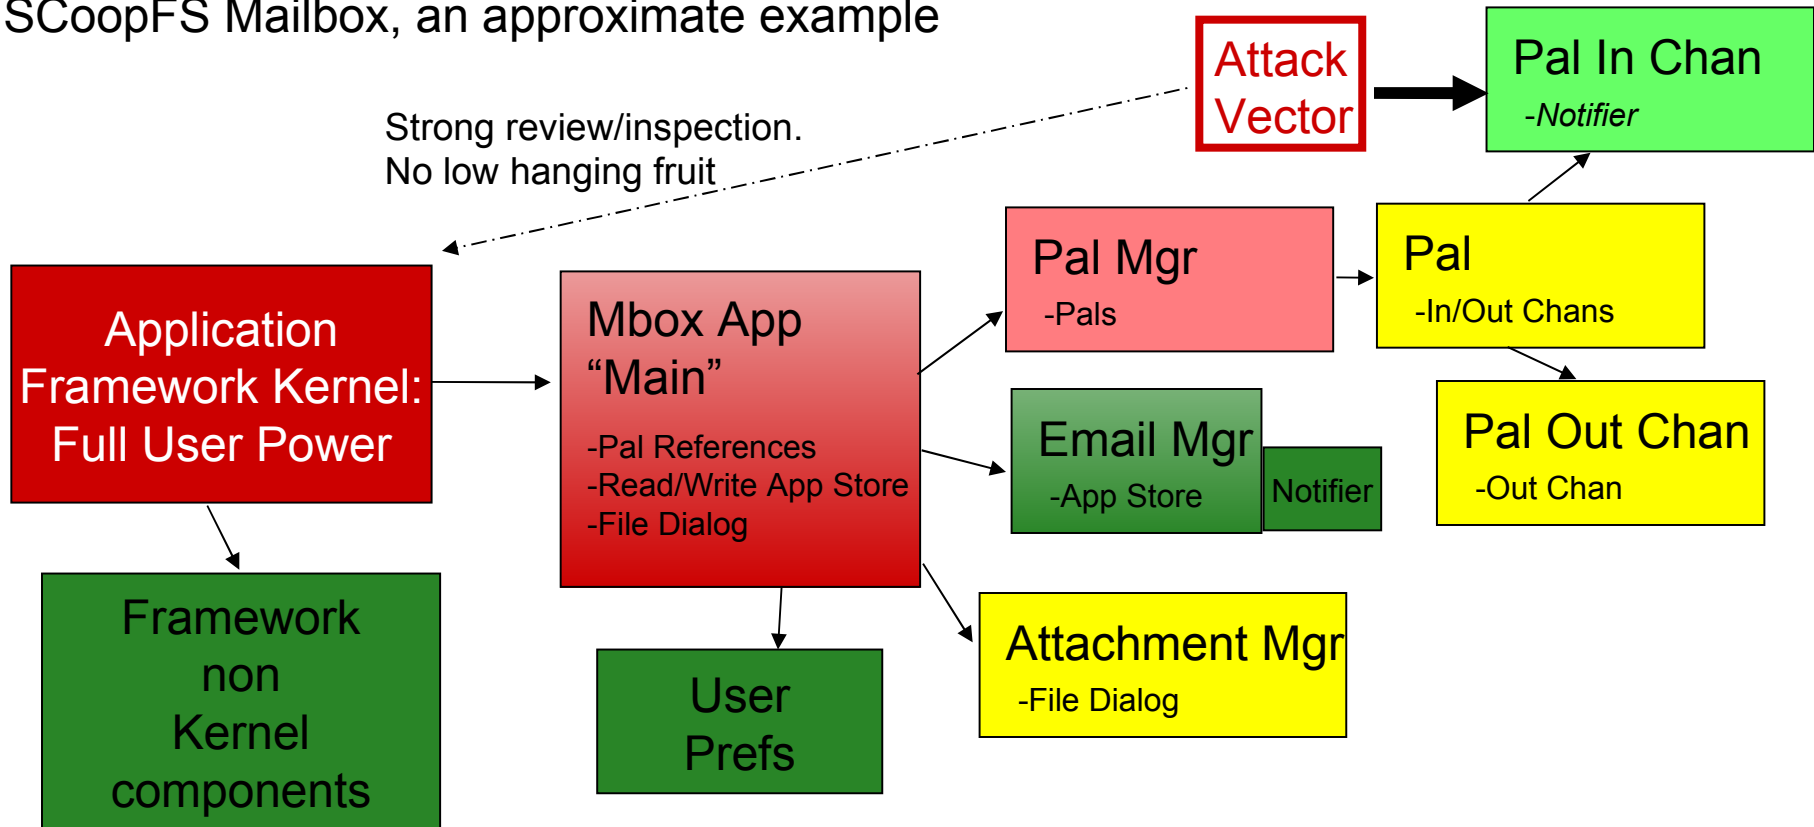 SCoopFS Mailbox, an approximate example
Attack
Vector
Pal In Chan
-Notifier
Strong review/inspection.
No low hanging fruit
Application
Framework Kernel:
Full User Power
Mbox App
“Main”
-Pal References
-Read/Write App Store
-File Dialog
Pal Mgr
-Pals
Pal
-In/Out Chans
Email Mgr
-App Store
Notifier
Pal Out Chan
-Out Chan
Framework
non
Kernel
components
User
Prefs
Attachment Mgr
-File Dialog